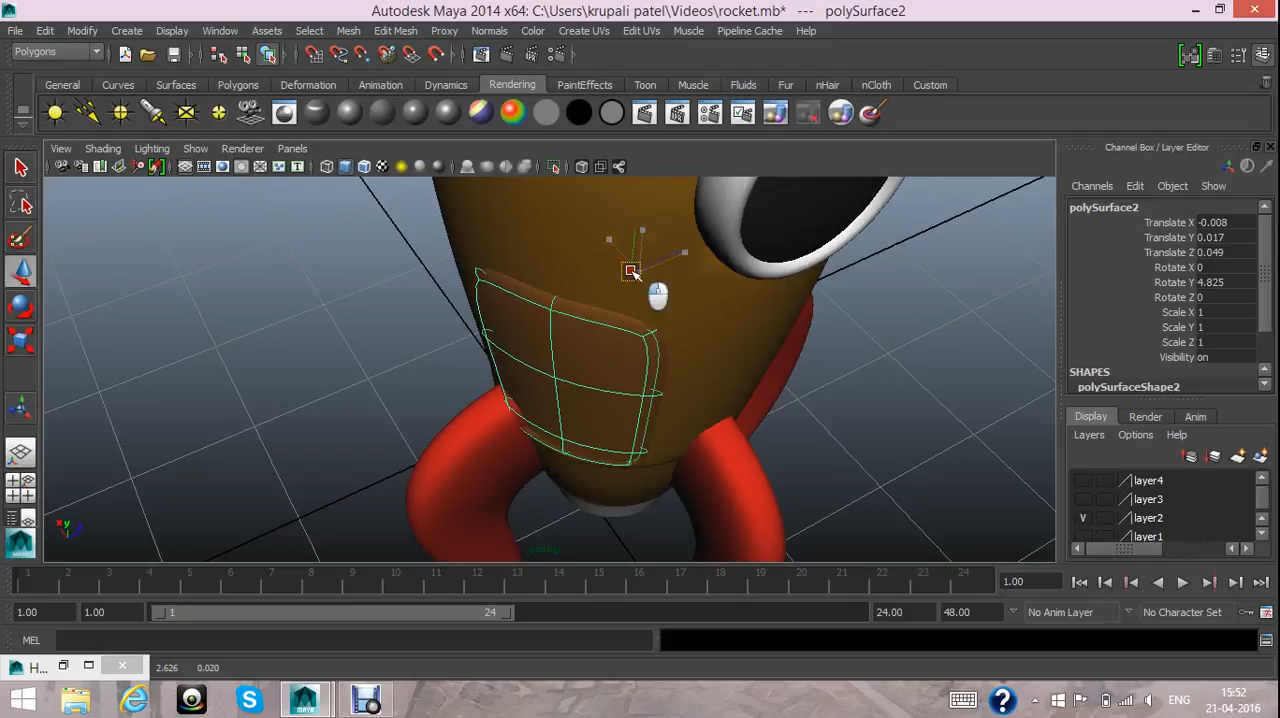 Autodesk Maya 2014 x64: C:\Users\krupali patel\Videos\rocket.mb* --- polySurface2
File Edit Modify Create Display Window Assets Select Mesh Edit Mesh Proxy Normals Color Create UVs Edit UVs Muscle Pipeline Cache Help
Polygons
General Curves Surfaces Polygons Deformation Animation Dynamics Rendering PaintEffects Toon Muscle Fluids Fur nHair nCloth Custom
View Shading Lighting Show Renderer Panels
Channel Box / Layer Editor
Channels Edit Object Show
polySurface2
Translate X -0.008
Translate Y 0.017
Translate Z 0.049
Rotate X 0
Rotate Y 4.825
Rotate Z 0
Scale X 1
Scale Y 1
Scale Z 1
Visibility on
SHAPES
polySurfaceShape2
Display Render Anim
Layers Options Help
layer4
layer3
V layer2
layer1
persp
1 2 3 4 5 6 7 8 9 10 11 12 13 14 15 16 17 18 19 20 21 22 23 24
1.00
1.00 1.00 1 24 24.00 48.00 No Anim Layer No Character Set
MEL
H... 2.626 0.020
ENG
15:52
21-04-2016